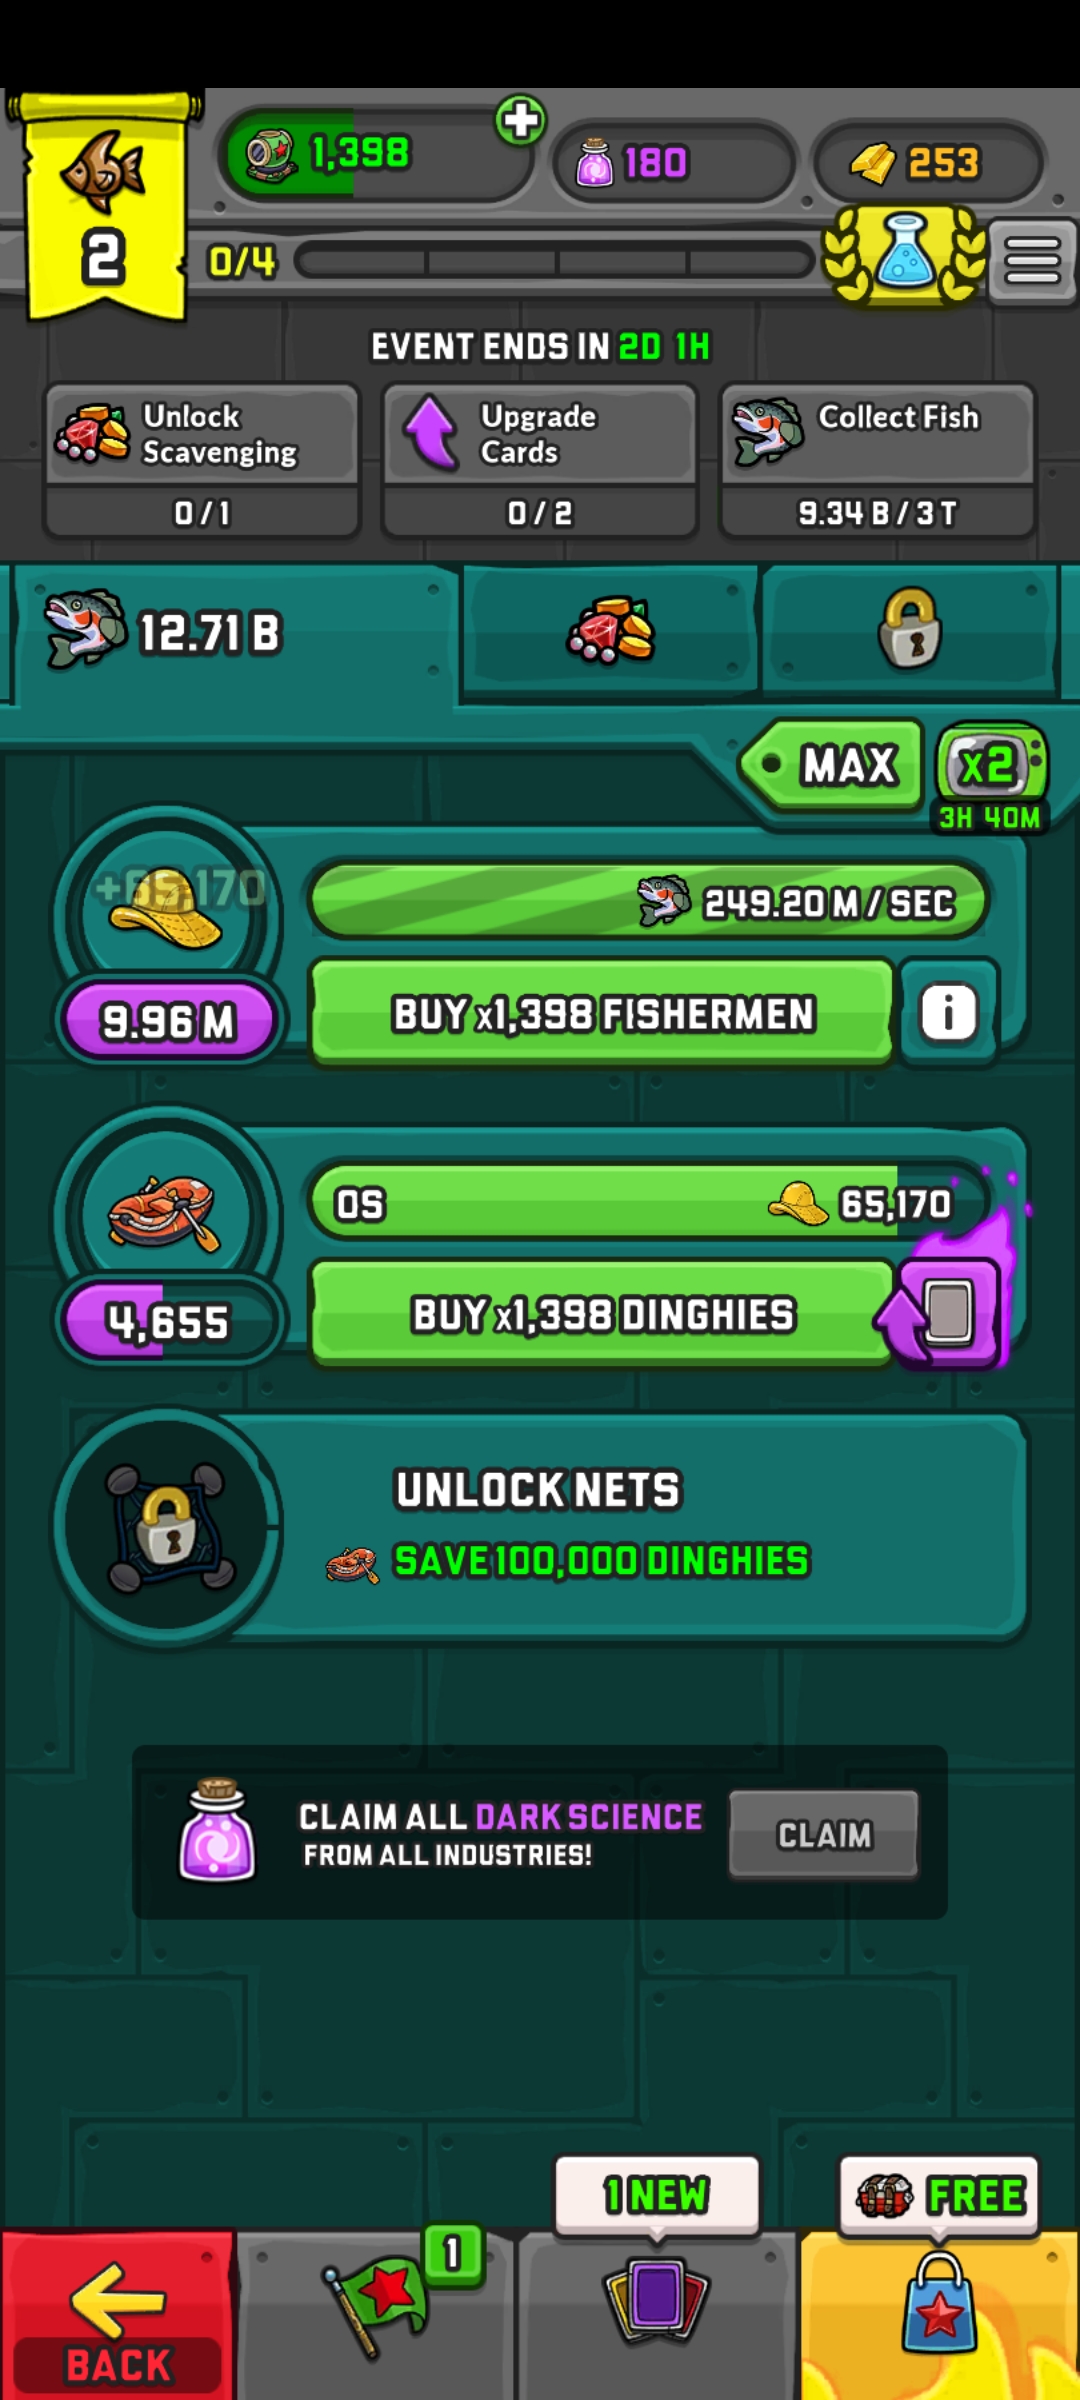 1,398
180
253
2
0/4
EVENT ENDS IN 2D 1H
Unlock
Scavenging
0 / 1
Upgrade
Cards
0 / 2
Collect Fish
9.34 B / 3 T
12.71 B
MAX
x2
3H 40M
+65,170
249.20 M / SEC
9.96 M
BUY x1,398 FISHERMEN
i
0S
65,170
4,655
BUY x1,398 DINGHIES
UNLOCK NETS
SAVE 100,000 DINGHIES
CLAIM ALL DARK SCIENCE
FROM ALL INDUSTRIES!
CLAIM
1 NEW
FREE
1
BACK